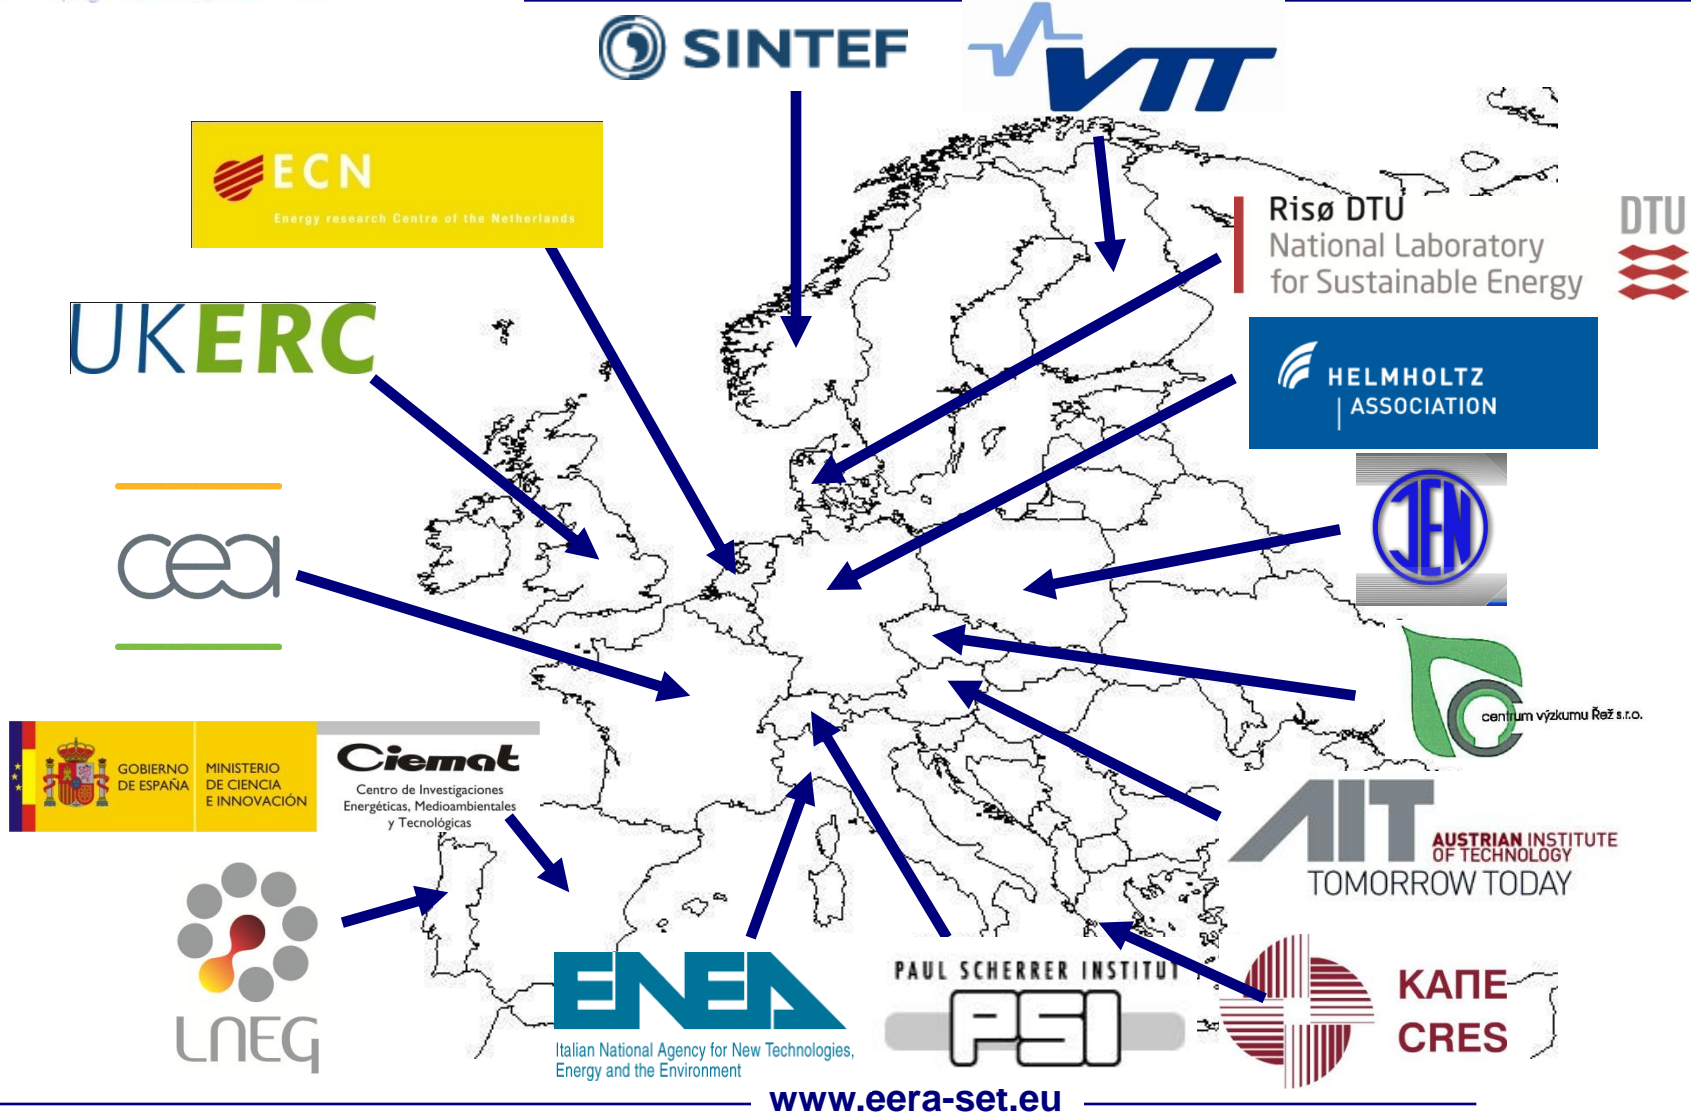 SINTEF
VTT
ECN
Energy research Centre of the Netherlands
Risø DTU
National Laboratory
for Sustainable Energy
DTU
UKERC
HELMHOLTZ
ASSOCIATION
JEN
cea
centrum výzkumu Řež s.r.o.
GOBIERNO
DE ESPAÑA
MINISTERIO
DE CIENCIA
E INNOVACIÓN
Ciemat
Centro de Investigaciones
Energéticas, Medioambientales
y Tecnológicas
AIT
AUSTRIAN INSTITUTE
OF TECHNOLOGY
TOMORROW TODAY
LNEG
ENEA
Italian National Agency for New Technologies,
Energy and the Environment
PAUL SCHERRER INSTITUT
PSI
ΚΑΠΕ
CRES
www.eera-set.eu